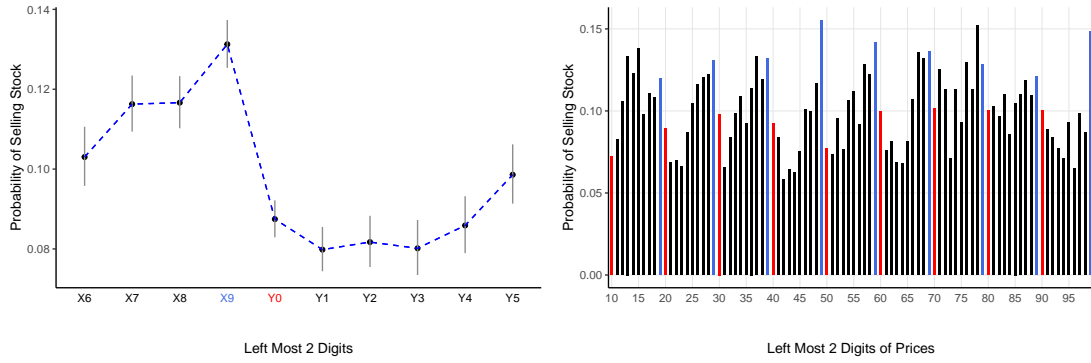 Probability of Selling Stock
0.14
0.12
0.10
0.08
X6 X7 X8 X9 Y0 Y1 Y2 Y3 Y4 Y5
Left Most 2 Digits
Probability of Selling Stock
0.15
0.10
0.05
0.00
10 15 20 25 30 35 40 45 50 55 60 65 70 75 80 85 90 95
Left Most 2 Digits of Prices